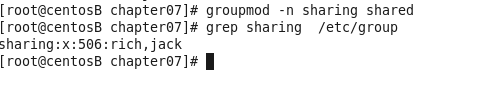 [root@centosB chapter07]# groupmod -n sharing shared
[root@centosB chapter07]# grep sharing  /etc/group
sharing:x:506:rich,jack
[root@centosB chapter07]#